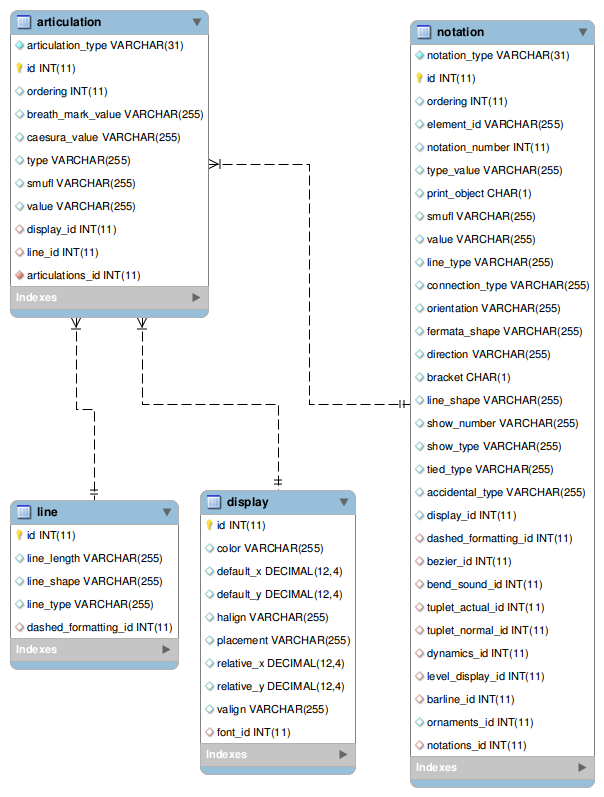 articulation
articulation_type VARCHAR(31)
id INT(11)
ordering INT(11)
breath_mark_value VARCHAR(255)
caesura_value VARCHAR(255)
type VARCHAR(255)
smufl VARCHAR(255)
value VARCHAR(255)
display_id INT(11)
line_id INT(11)
articulations_id INT(11)
Indexes
notation
notation_type VARCHAR(31)
id INT(11)
ordering INT(11)
element_id VARCHAR(255)
notation_number INT(11)
type_value VARCHAR(255)
print_object CHAR(1)
smufl VARCHAR(255)
value VARCHAR(255)
line_type VARCHAR(255)
connection_type VARCHAR(255)
orientation VARCHAR(255)
fermata_shape VARCHAR(255)
direction VARCHAR(255)
bracket CHAR(1)
line_shape VARCHAR(255)
show_number VARCHAR(255)
show_type VARCHAR(255)
tied_type VARCHAR(255)
accidental_type VARCHAR(255)
display_id INT(11)
dashed_formatting_id INT(11)
bezier_id INT(11)
bend_sound_id INT(11)
tuplet_actual_id INT(11)
tuplet_normal_id INT(11)
dynamics_id INT(11)
level_display_id INT(11)
barline_id INT(11)
ornaments_id INT(11)
notations_id INT(11)
Indexes
line
id INT(11)
line_length VARCHAR(255)
line_shape VARCHAR(255)
line_type VARCHAR(255)
dashed_formatting_id INT(11)
Indexes
display
id INT(11)
color VARCHAR(255)
default_x DECIMAL(12,4)
default_y DECIMAL(12,4)
halign VARCHAR(255)
placement VARCHAR(255)
relative_x DECIMAL(12,4)
relative_y DECIMAL(12,4)
valign VARCHAR(255)
font_id INT(11)
Indexes